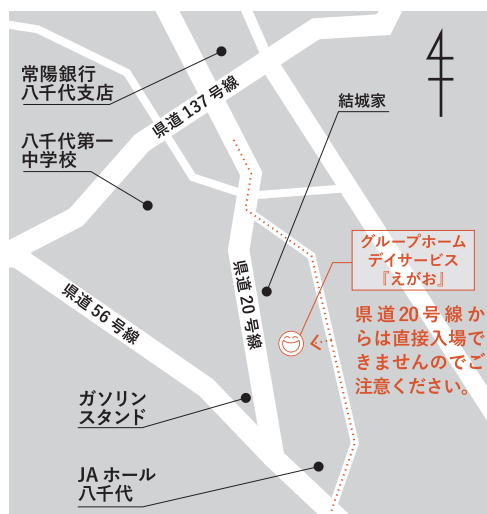 常陽銀行
八千代支店
県道137号線
結城家
八千代第一
中学校
グループホーム
デイサービス
『えがお』
県道20号線
県道56号線
県道20号線か
らは直接入場で
きませんのでご
注意ください。
ガソリン
スタンド
JAホール
八千代